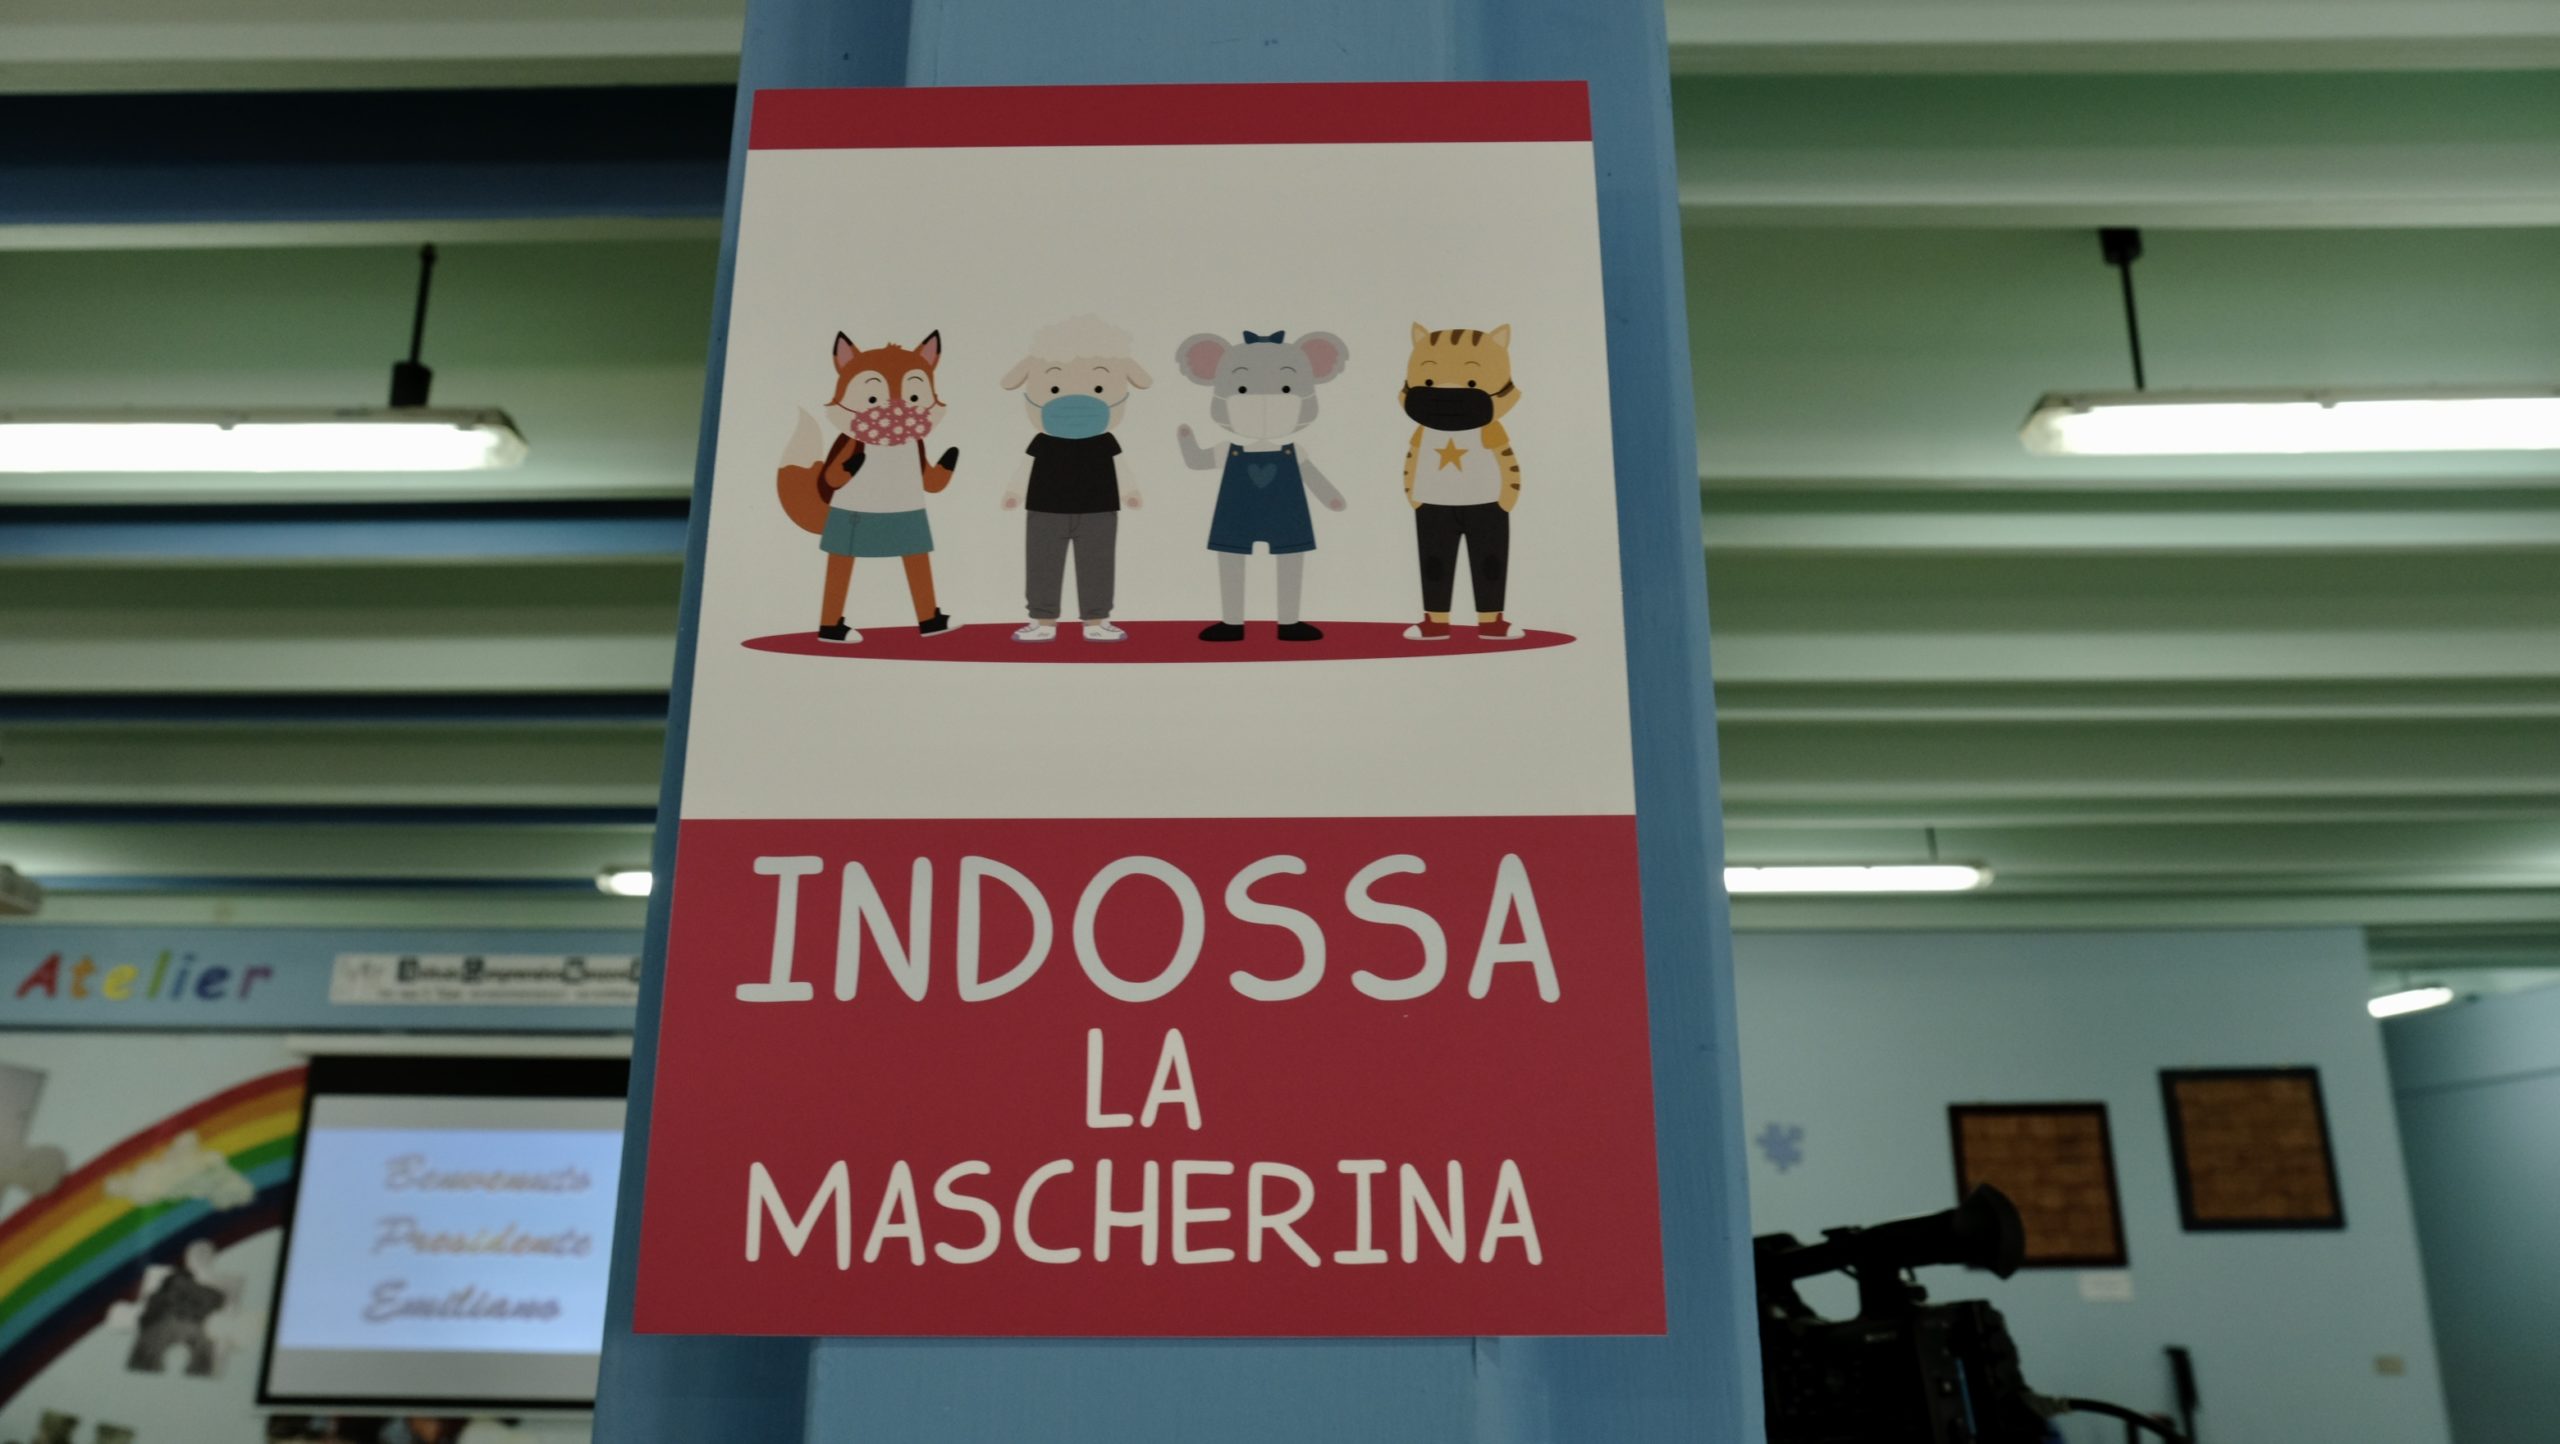 INDOSSA
LA
MASCHERINA
Atelier
Benvenuto
Presidente
Emiliano